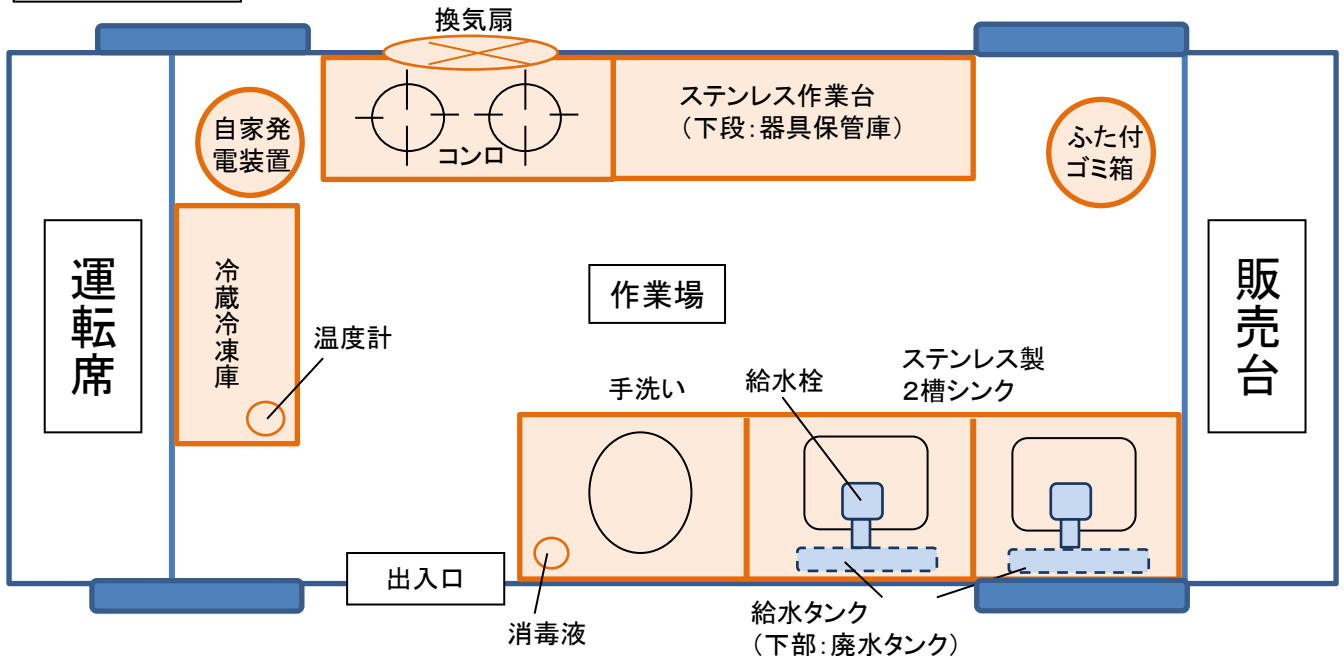 換気扇
自家発
電装置
コンロ
ステンレス作業台
（下段：器具保管庫）
ふた付
ゴミ箱
運転席
冷蔵冷凍庫
温度計
作業場
販売台
手洗い
給水栓
ステンレス製
２槽シンク
出入口
消毒液
給水タンク
（下部：廃水タンク）